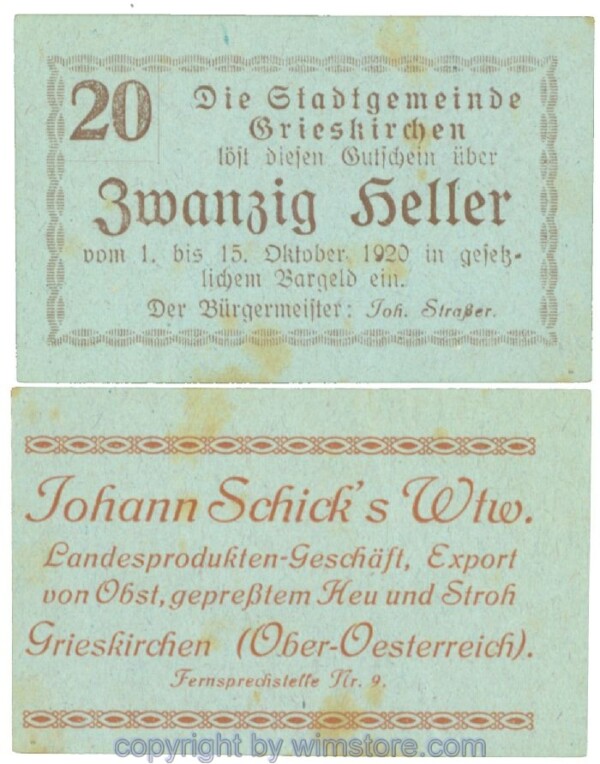 20
Die Stadtgemeinde
Grieskirchen
löst diesen Gutschein über
Zwanzig Heller
vom 1. bis 15. Oktober 1920 in gesetz-
lichem Bargeld ein.
Der Bürgermeister: Joh. Straßer.
Johann Schick's Wtw.
Landesprodukten-Geschäft, Export
von Obst, gepreßtem Heu und Stroh
Grieskirchen (Ober-Oesterreich).
Fernsprechstelle Nr. 9.
copyright by wimstore.com